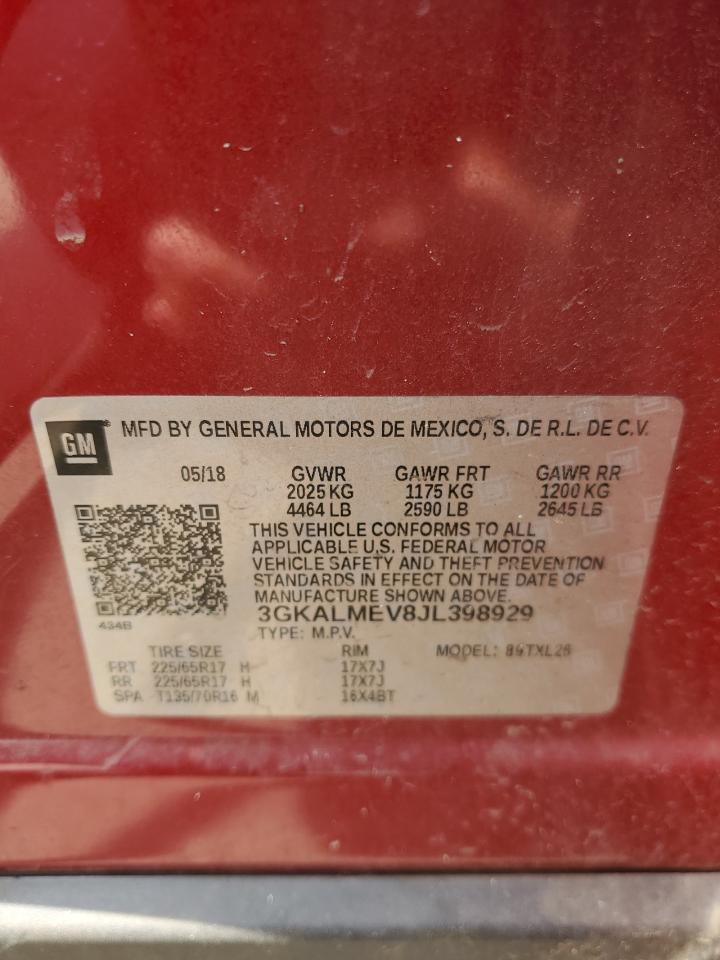 GM
MFD BY GENERAL MOTORS DE MEXICO, S. DE R.L. DE C.V.
05/18 GVWR GAWR FRT GAWR RR
2025 KG 1175 KG 1200 KG
4464 LB 2590 LB 2645 LB
THIS VEHICLE CONFORMS TO ALL
APPLICABLE U.S. FEDERAL MOTOR
VEHICLE SAFETY AND THEFT PREVENTION
STANDARDS IN EFFECT ON THE DATE OF
MANUFACTURE SHOWN ABOVE.
3GKALMEV8JL398929
434B
TYPE: M.P.V.
TIRE SIZE RIM MODEL:
FRT 225/65R17 H 17X7J
RR 225/65R17 H 17X7J
SPA T135/70R16 M 16X4BT